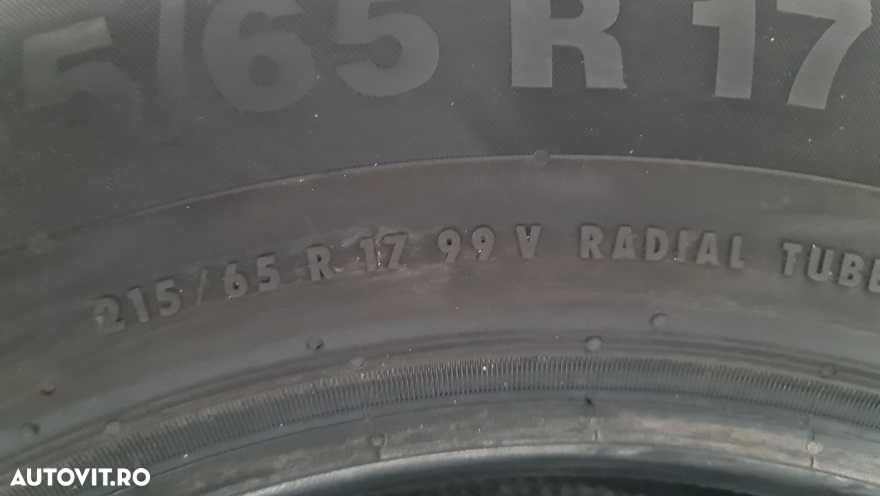 5/65 R 17
215/65 R 17 99 V RADIAL TUBE
AUTOVIT.RO